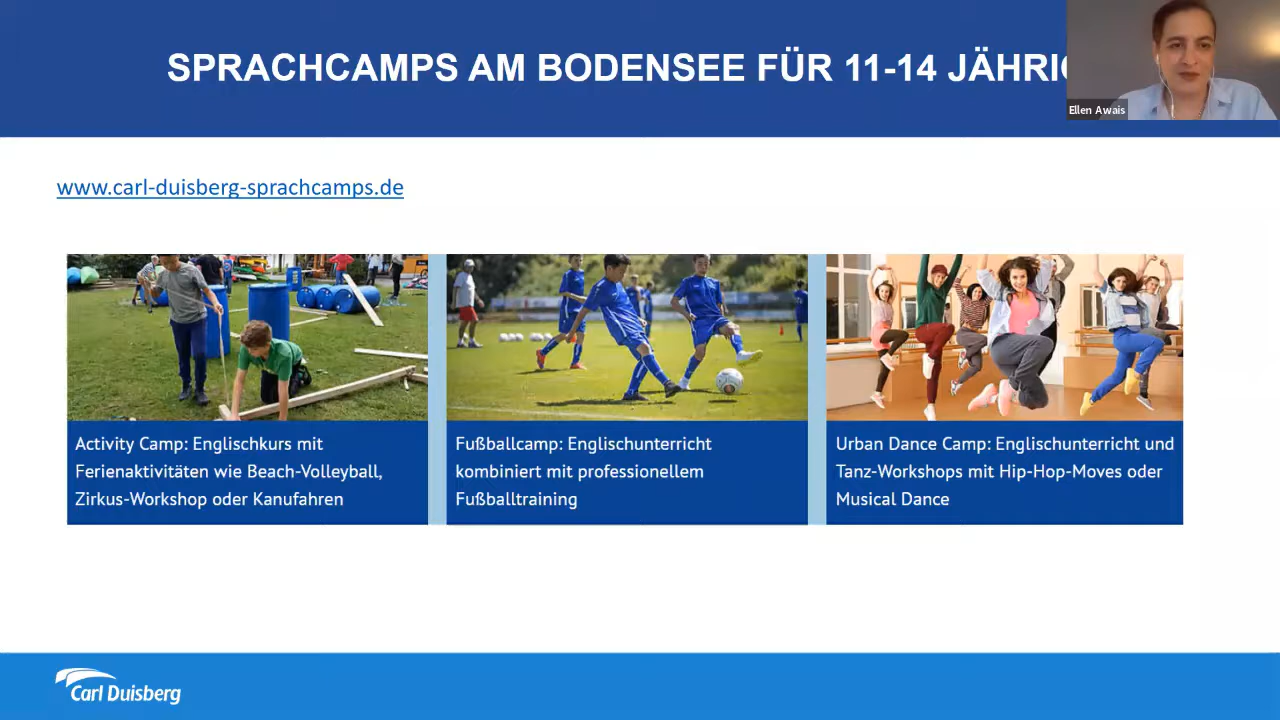 SPRACHCAMPS AM BODENSEE FÜR 11-14
Ellen Awais
www.carl-duisberg-sprachcamps.de
Activity Camp: Englischkurs mit
Ferienaktivitäten wie Beach-Volleyball,
Zirkus-Workshop oder Kanufahren
Fußballcamp: Englischunterricht
kombiniert mit professionellem
Fußballtraining
Urban Dance Camp: Englischunterricht und
Tanz-Workshops mit Hip-Hop-Moves oder
Musical Dance
Carl Duisberg